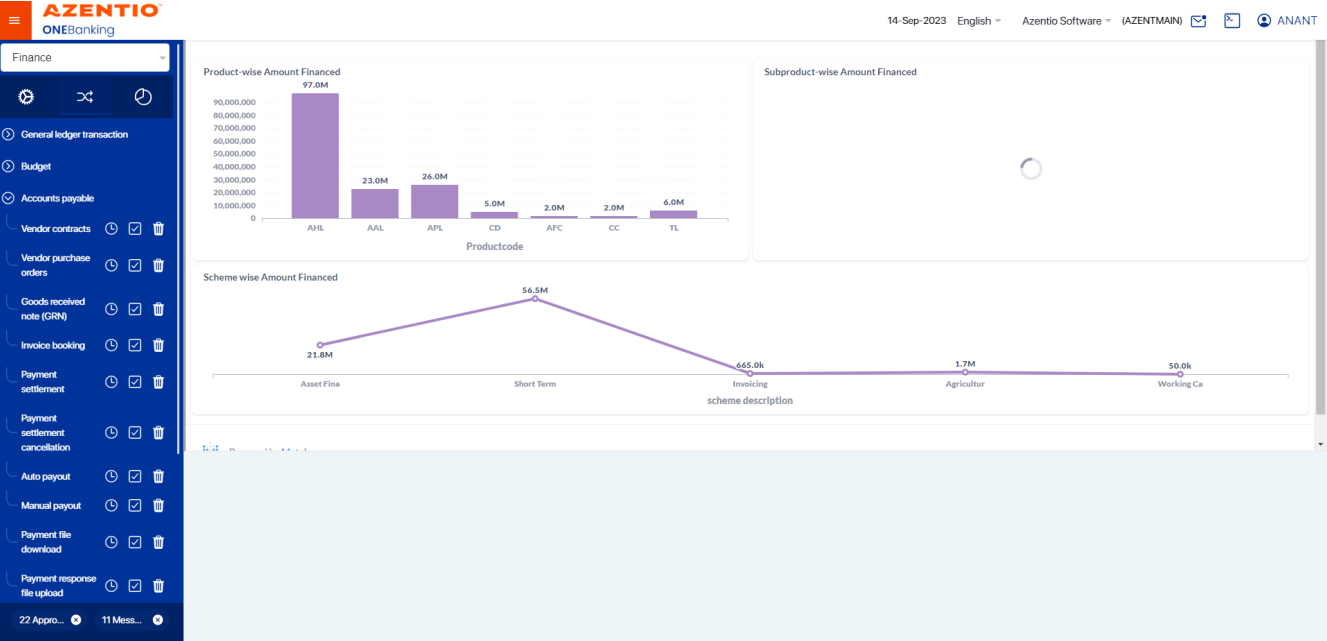 AZENTIO™
ONEBanking
14-Sep-2023 English Azentio Software (AZENTMAIN) ANANT
Finance
General ledger transaction
Budget
Accounts payable
Vendor contracts
Vendor purchase
orders
Goods received
note (GRN)
Invoice booking
Payment
settlement
Payment
settlement
cancellation
Auto payout
Manual payout
Payment file
download
Payment response
file upload
22 Appro...
11 Mess...
Product-wise Amount Financed
97.0M
90,000,000
80,000,000
70,000,000
60,000,000
50,000,000
40,000,000
30,000,000
20,000,000
10,000,000
0
23.0M
26.0M
5.0M
2.0M
2.0M
6.0M
AHL AAL APL CD AFC CC TL
Productcode
Subproduct-wise Amount Financed
Scheme wise Amount Financed
56.5M
21.8M
665.0k
1.7M
50.0k
Asset Fina Short Term Invoicing Agricultur Working Ca
scheme description